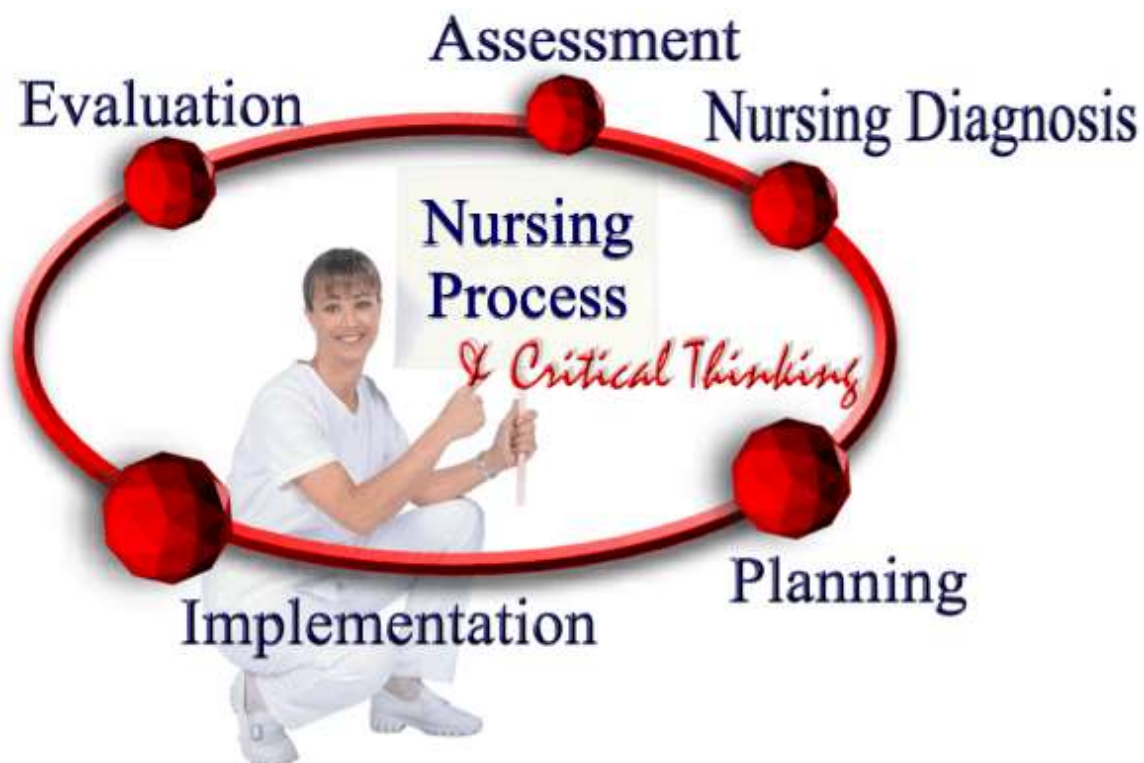 Assessment
Evaluation
Nursing Diagnosis
Nursing
Process
& Critical Thinking
Planning
Implementation